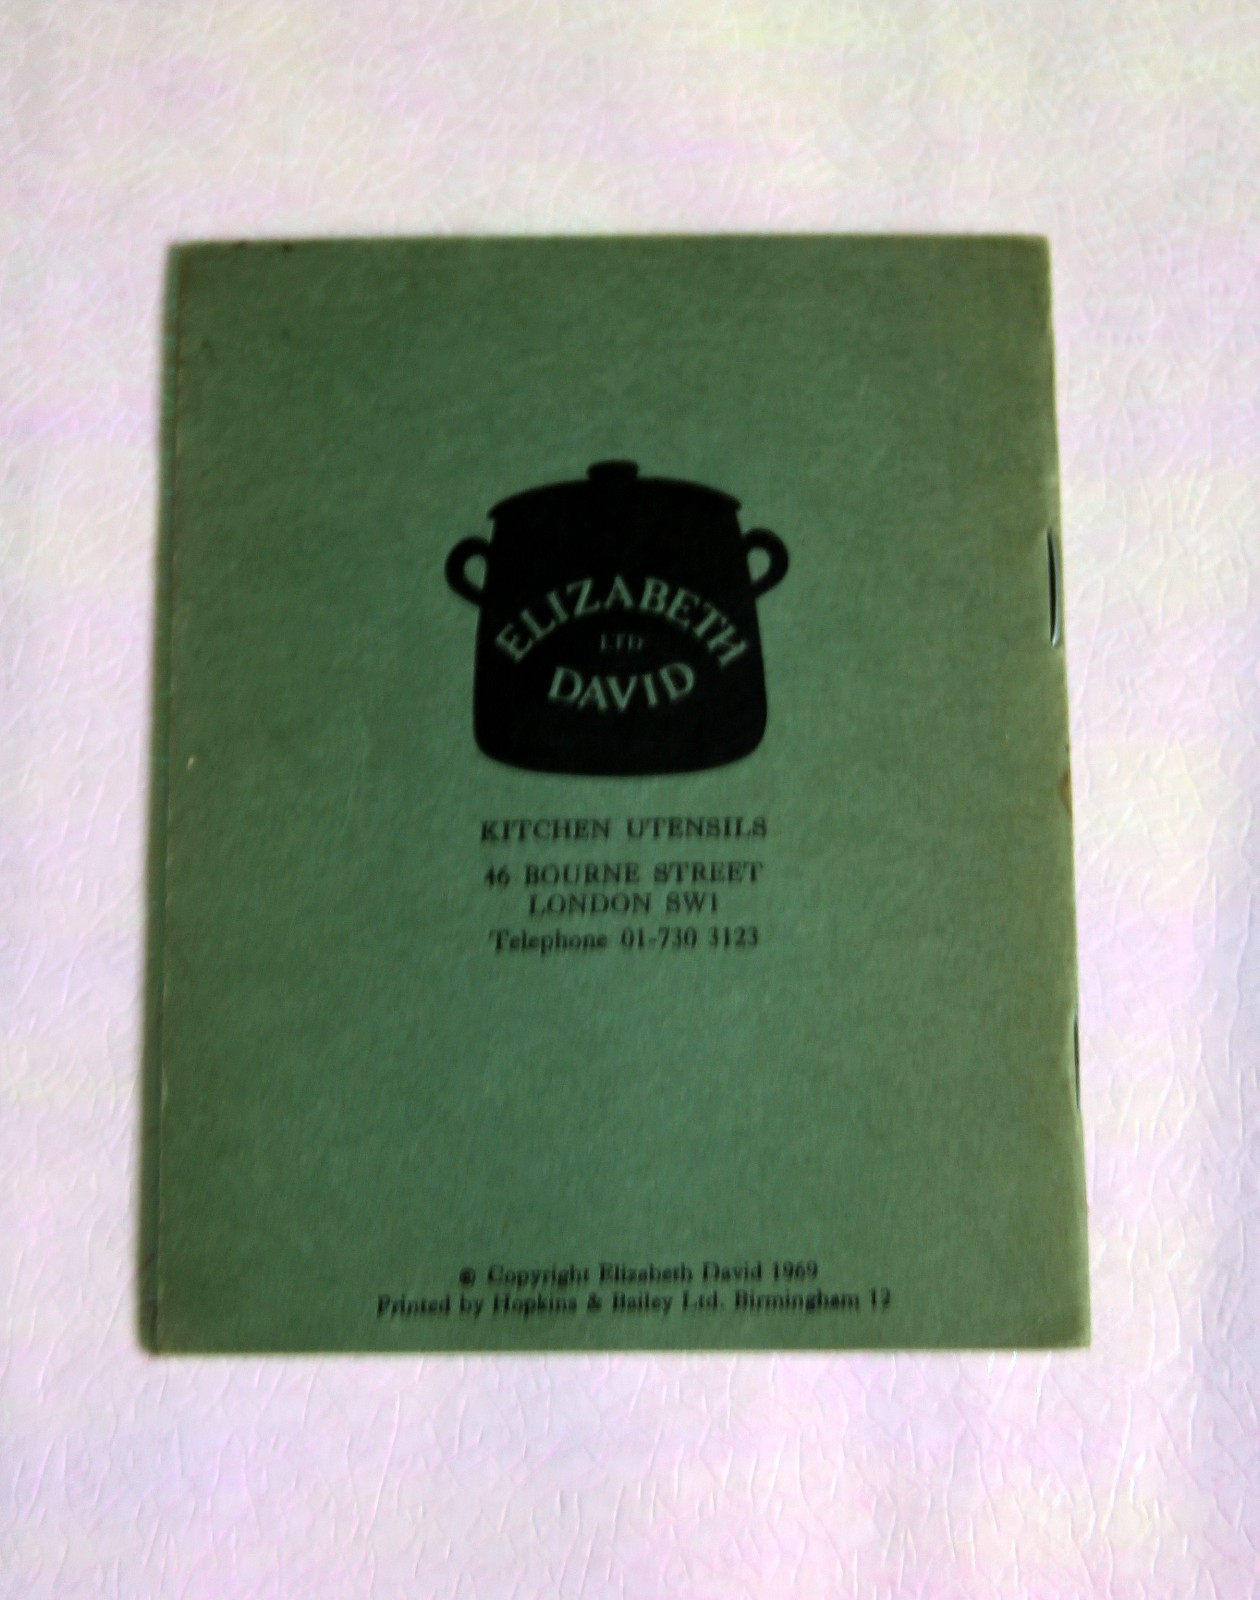 ELIZABETH
LTD
DAVID
KITCHEN UTENSILS
46 BOURNE STREET
LONDON SW1
Telephone 01-730 3123
© Copyright Elizabeth David 1969
Printed by Hopkins & Bailey Ltd. Birmingham 12